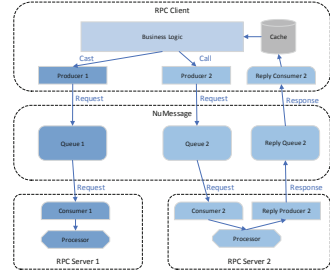 RPC Client
Business Logic
Cache
Cast
Call
Producer 1
Producer 2
Reply Consumer 2
Request
Request
Response
NuMessage
Queue 1
Queue 2
Reply Queue 2
Request
Request
Response
Consumer 1
Consumer 2
Reply Producer 2
Processor
Processor
RPC Server 1
RPC Server 2